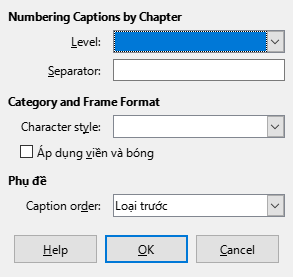 Numbering Captions by Chapter
Level:
Separator:
Category and Frame Format
Character style:
Áp dụng viền và bóng
Phụ đề
Caption order: Loại trước
Help OK Cancel